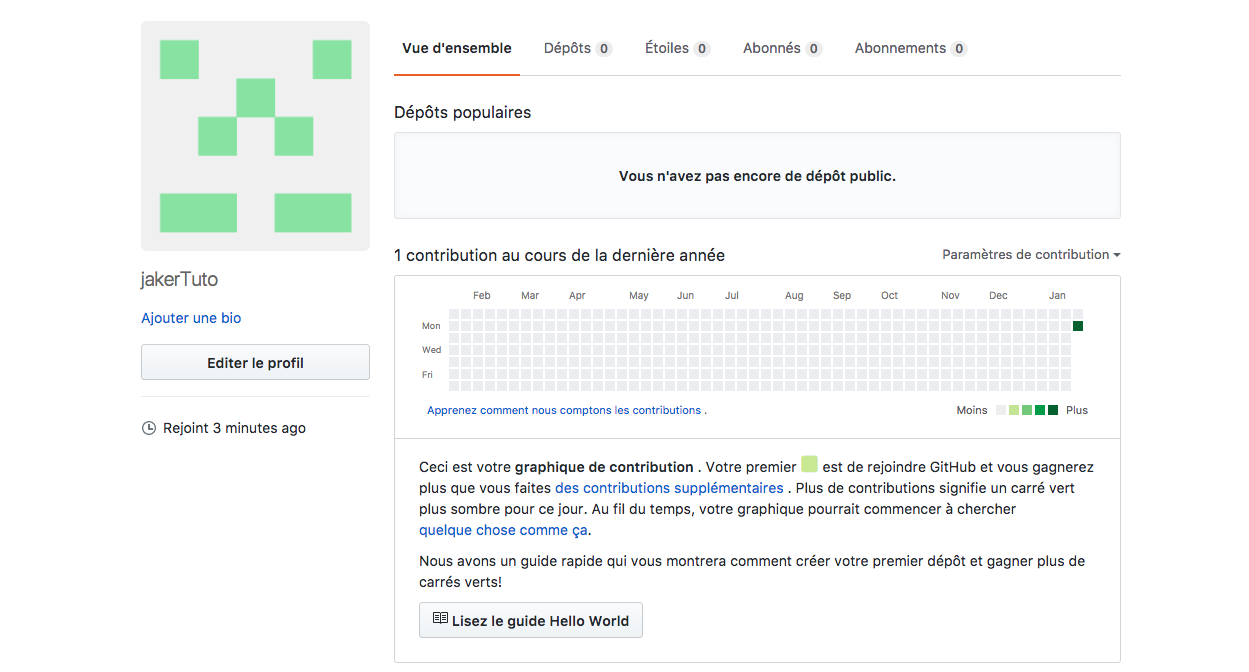 Vue d'ensemble Dépôts 0 Étoiles 0 Abonnés 0 Abonnements 0
Dépôts populaires
Vous n'avez pas encore de dépôt public.
jakerTuto
Ajouter une bio
Editer le profil
Rejoint 3 minutes ago
1 contribution au cours de la dernière année Paramètres de contribution
Feb Mar Apr May Jun Jul Aug Sep Oct Nov Dec Jan
Mon
Wed
Fri
Apprenez comment nous comptons les contributions . Moins Plus
Ceci est votre graphique de contribution . Votre premier est de rejoindre GitHub et vous gagnerez
plus que vous faites des contributions supplémentaires . Plus de contributions signifie un carré vert
plus sombre pour ce jour. Au fil du temps, votre graphique pourrait commencer à chercher
quelque chose comme ça.
Nous avons un guide rapide qui vous montrera comment créer votre premier dépôt et gagner plus de
carrés verts!
Lisez le guide Hello World